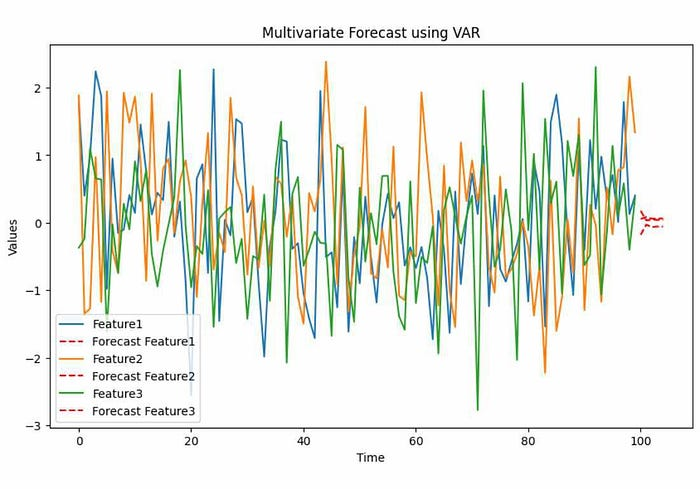 Multivariate Forecast using VAR
Values
2
1
0
−1
−2
−3
Feature1
Forecast Feature1
Feature2
Forecast Feature2
Feature3
Forecast Feature3
0
20
40
60
80
100
Time